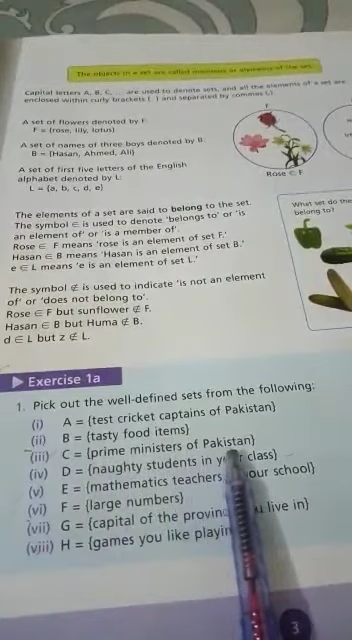 The objects in a set are called members or elements of the set.
Capital letters A, B, C, ... are used to denote sets, and all the elements of a set are
enclosed within curly brackets { } and separated by commas (,).
A set of flowers denoted by F:
F = {rose, lily, lotus}
A set of names of three boys denoted by B:
B = {Hasan, Ahmed, Ali}
A set of first five letters of the English
alphabet denoted by L:
L = {a, b, c, d, e}
F
Rose ∈ F
The elements of a set are said to belong to the set.
The symbol ∈ is used to denote 'belongs to' or 'is
an element of' or 'is a member of'.
Rose ∈ F means 'rose is an element of set F.'
Hasan ∈ B means 'Hasan is an element of set B.'
e ∈ L means 'e is an element of set L.'
What set do the
belong to?
The symbol ∉ is used to indicate 'is not an element
of' or 'does not belong to'.
Rose ∈ F but sunflower ∉ F.
Hasan ∈ B but Huma ∉ B.
d ∈ L but z ∉ L.
Exercise 1a
1. Pick out the well-defined sets from the following:
(i) A = {test cricket captains of Pakistan}
(ii) B = {tasty food items}
(iii) C = {prime ministers of Pakistan}
(iv) D = {naughty students in class}
(v) E = {mathematics teachers your school}
(vi) F = {large numbers}
(vii) G = {capital of the live in}
(viii) H = {games you like
3